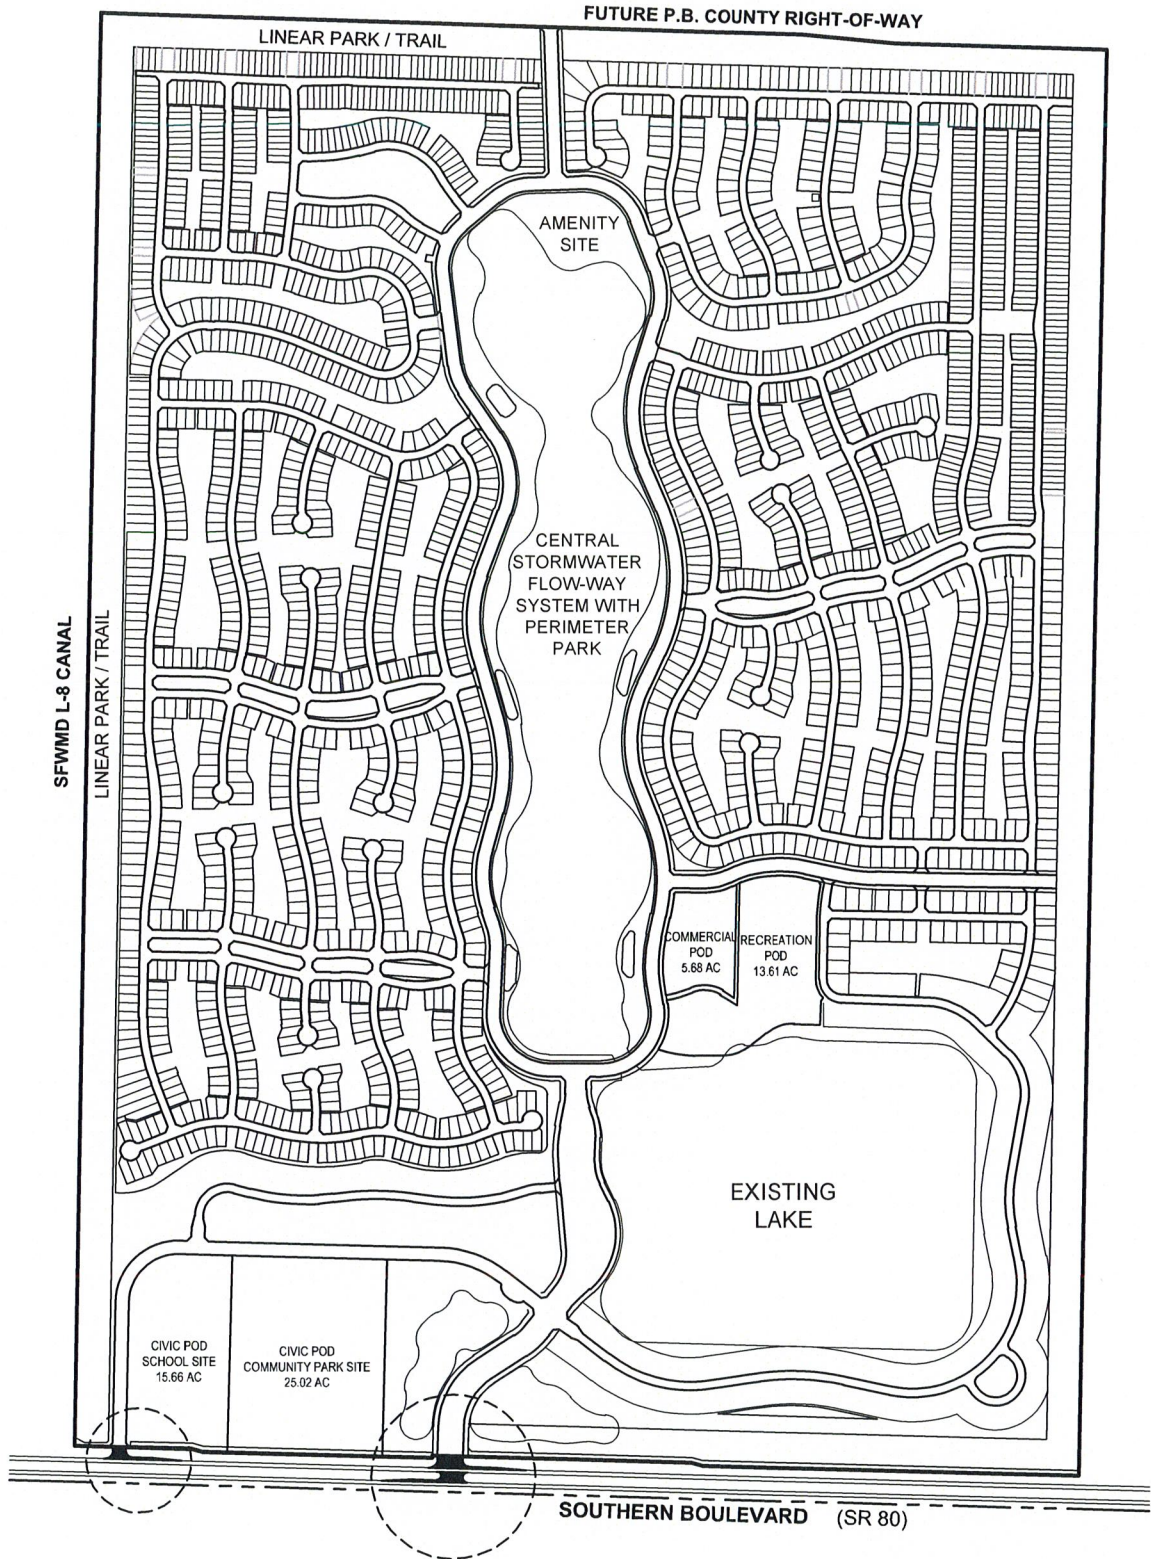 FUTURE P.B. COUNTY RIGHT-OF-WAY
LINEAR PARK / TRAIL
AMENITY
SITE
CENTRAL
STORMWATER
FLOW-WAY
SYSTEM WITH
PERIMETER
PARK
SFWMD L-8 CANAL
LINEAR PARK / TRAIL
COMMERCIAL
POD
5.68 AC
RECREATION
POD
13.61 AC
EXISTING
LAKE
CIVIC POD
SCHOOL SITE
15.66 AC
CIVIC POD
COMMUNITY PARK SITE
25.02 AC
SOUTHERN BOULEVARD (SR 80)